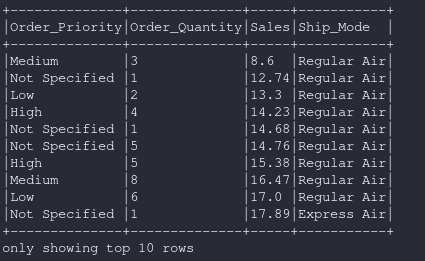 +--------------+--------------+-----+-----------+
|Order_Priority|Order_Quantity|Sales|Ship_Mode  |
+--------------+--------------+-----+-----------+
|Medium        |3             |8.6  |Regular Air|
|Not Specified |1             |12.74|Regular Air|
|Low           |2             |13.3 |Regular Air|
|High          |4             |14.23|Regular Air|
|Not Specified |1             |14.68|Regular Air|
|Not Specified |5             |14.76|Regular Air|
|High          |5             |15.38|Regular Air|
|Medium        |8             |16.47|Regular Air|
|Low           |6             |17.0 |Regular Air|
|Not Specified |1             |17.89|Express Air|
+--------------+--------------+-----+-----------+
only showing top 10 rows